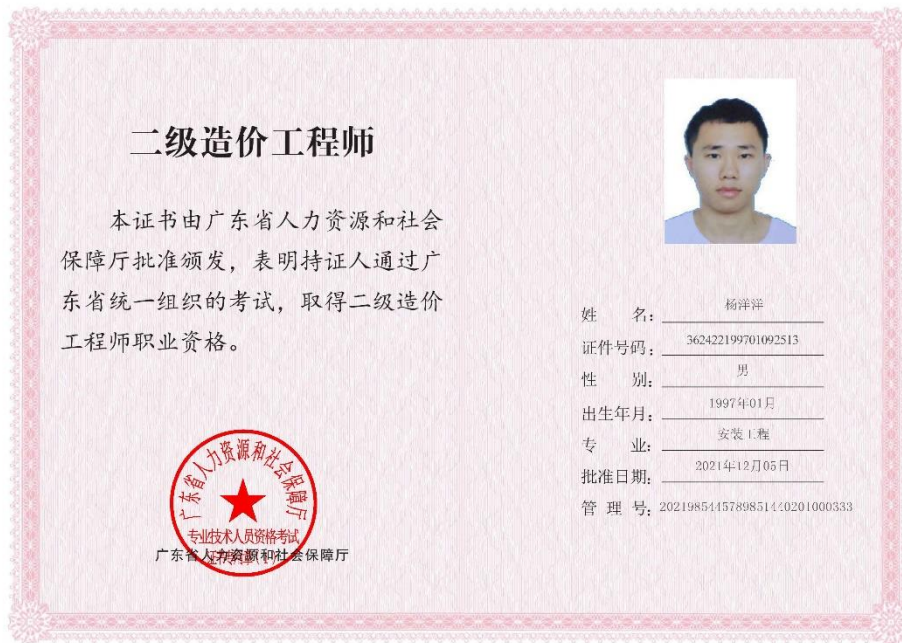 二级造价工程师
本证书由广东省人力资源和社会
保障厅批准颁发，表明持证人通过广
东省统一组织的考试，取得二级造价
工程师职业资格。
广东省人力资源和社会保障厅
专业技术人员资格考试
广东省人力资源和社会保障厅
姓 名：杨洋洋
证件号码：362422199701092513
性 别：男
出生年月：1997年01月
专 业：安装工程
批准日期：2021年12月05日
管 理 号：20219854457898514402010003​33